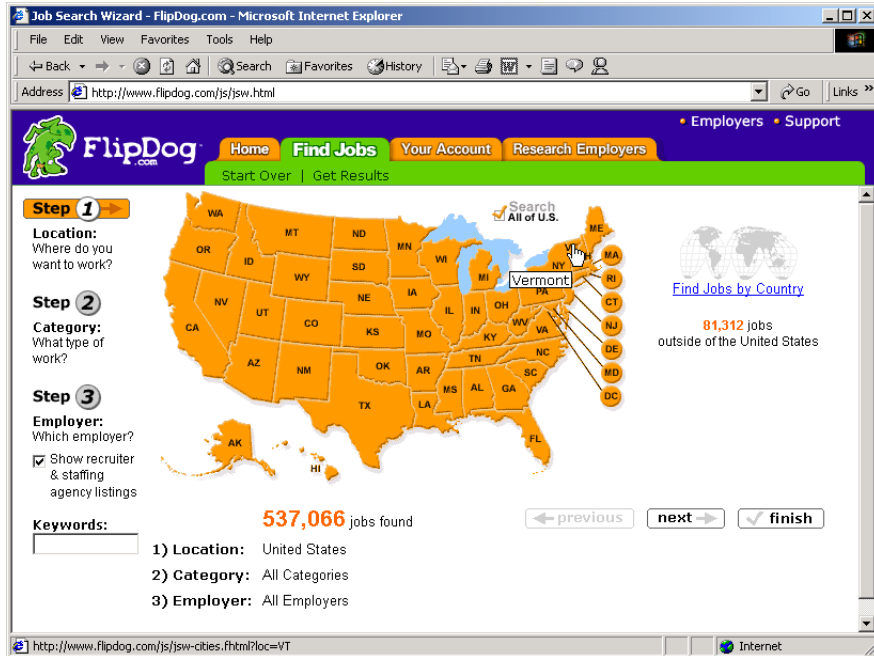 Job Search Wizard - FlipDog.com - Microsoft Internet Explorer
File Edit View Favorites Tools Help
Back Search Favorites History
Address http://www.flipdog.com/js/jsw.html Go Links »
• Employers • Support
FlipDog .com Home Find Jobs Your Account Research Employers
Start Over | Get Results
Step 1
Location:
Where do you
want to work?
Step 2
Category:
What type of
work?
Step 3
Employer:
Which employer?
Show recruiter
& staffing
agency listings
Keywords:
Search
All of U.S.
WA
MT
ND
MN
ME
OR
ID
WY
SD
WI
MI
NY
MA
Vermont
RI
NV
UT
NE
IA
IL
IN
OH
PA
CT
CA
CO
KS
MO
KY
WV
VA
NJ
AZ
NM
OK
AR
TN
NC
DE
SC
MD
TX
LA
MS
AL
GA
DC
FL
AK
HI
Find Jobs by Country
81,312 jobs
outside of the United States
537,066 jobs found
previous next finish
1) Location: United States
2) Category: All Categories
3) Employer: All Employers
http://www.flipdog.com/js/jsw-cities.fhtml?loc=VT Internet